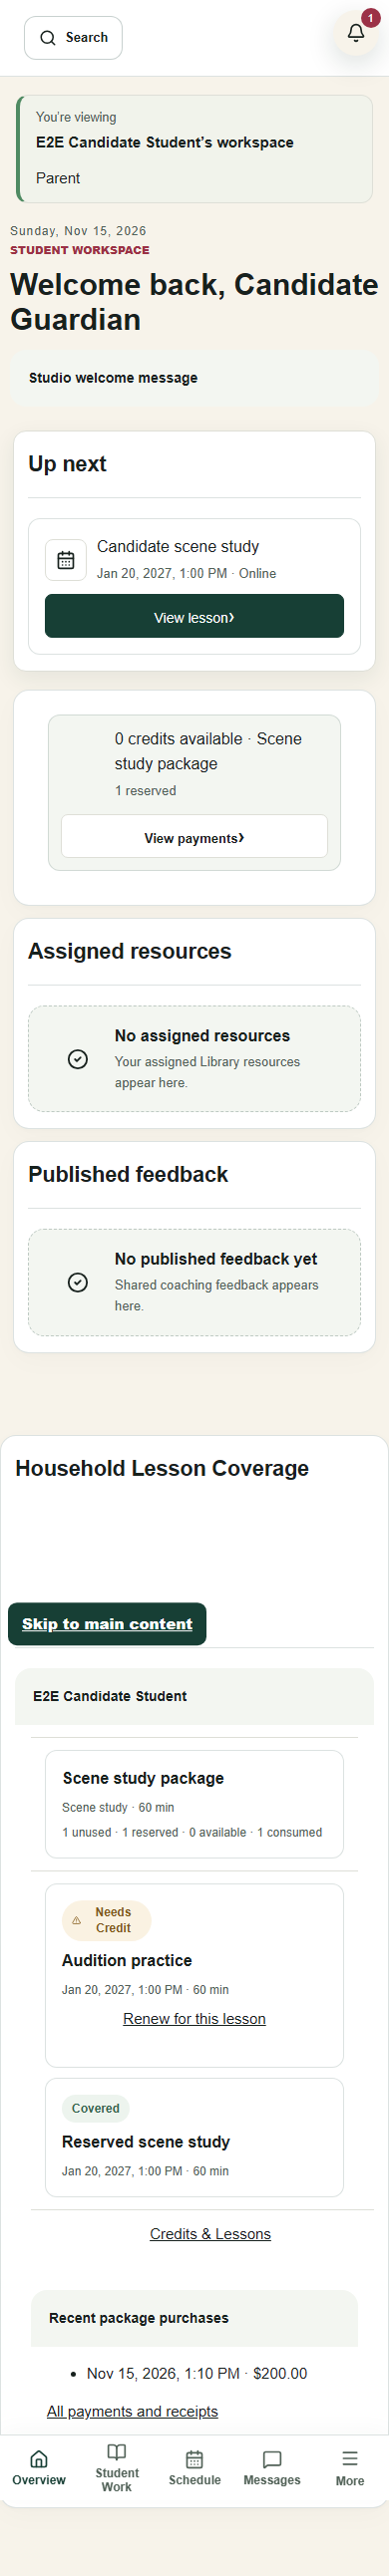 Search
1
You're viewing
E2E Candidate Student's workspace
Parent
Sunday, Nov 15, 2026
STUDENT WORKSPACE
Welcome back, Candidate
Guardian
Studio welcome message
Up next
Candidate scene study
Jan 20, 2027, 1:00 PM · Online
View lesson›
0 credits available · Scene
study package
1 reserved
View payments›
Assigned resources
No assigned resources
Your assigned Library resources
appear here.
Published feedback
No published feedback yet
Shared coaching feedback appears
here.
Household Lesson Coverage
Skip to main content
E2E Candidate Student
Scene study package
Scene study · 60 min
1 unused · 1 reserved · 0 available · 1 consumed
Needs
Credit
Audition practice
Jan 20, 2027, 1:00 PM · 60 min
Renew for this lesson
Covered
Reserved scene study
Jan 20, 2027, 1:00 PM · 60 min
Credits & Lessons
Recent package purchases
• Nov 15, 2026, 1:10 PM · $200.00
All payments and receipts
Overview
Student
Work
Schedule
Messages
More